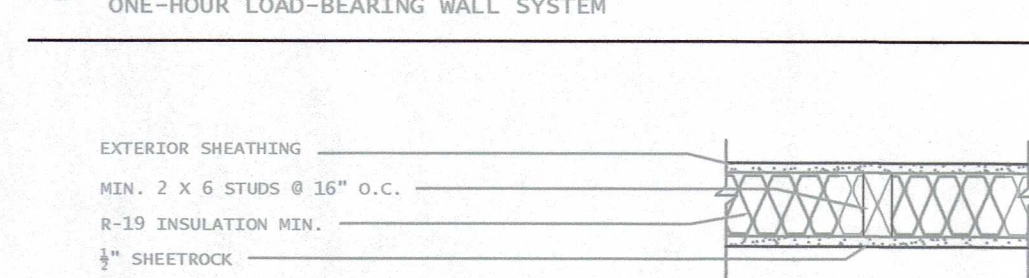 ONE-HOUR LOAD-BEARING WALL SYSTEM
EXTERIOR SHEATHING
MIN. 2 X 6 STUDS @ 16" O.C.
R-19 INSULATION MIN.
½" SHEETROCK